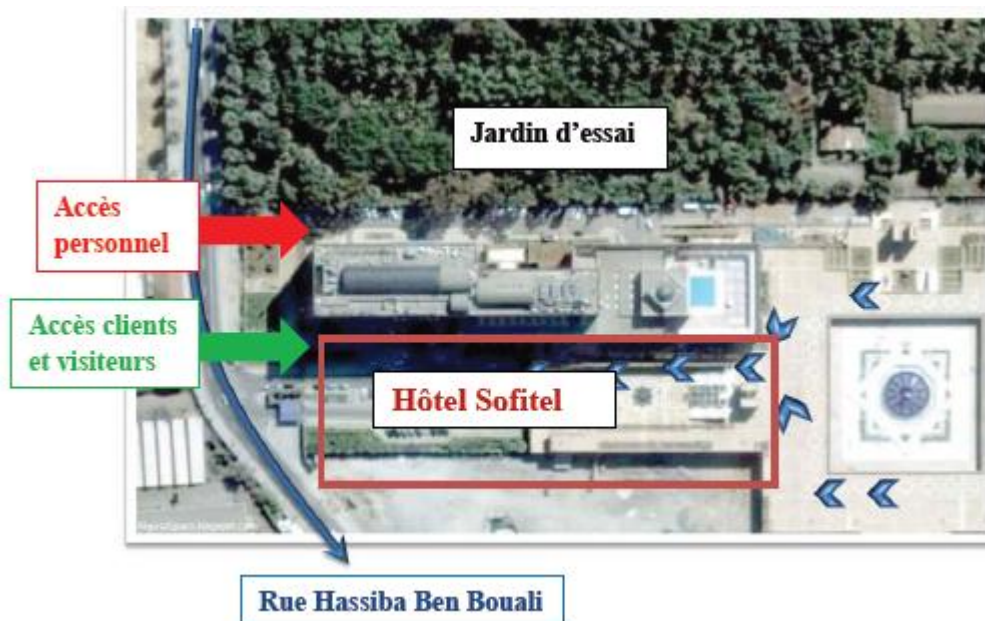 Jardin d'essai
Accès
personnel
Accès clients
et visiteurs
Hôtel Sofitel
Rue Hassiba Ben Bouali